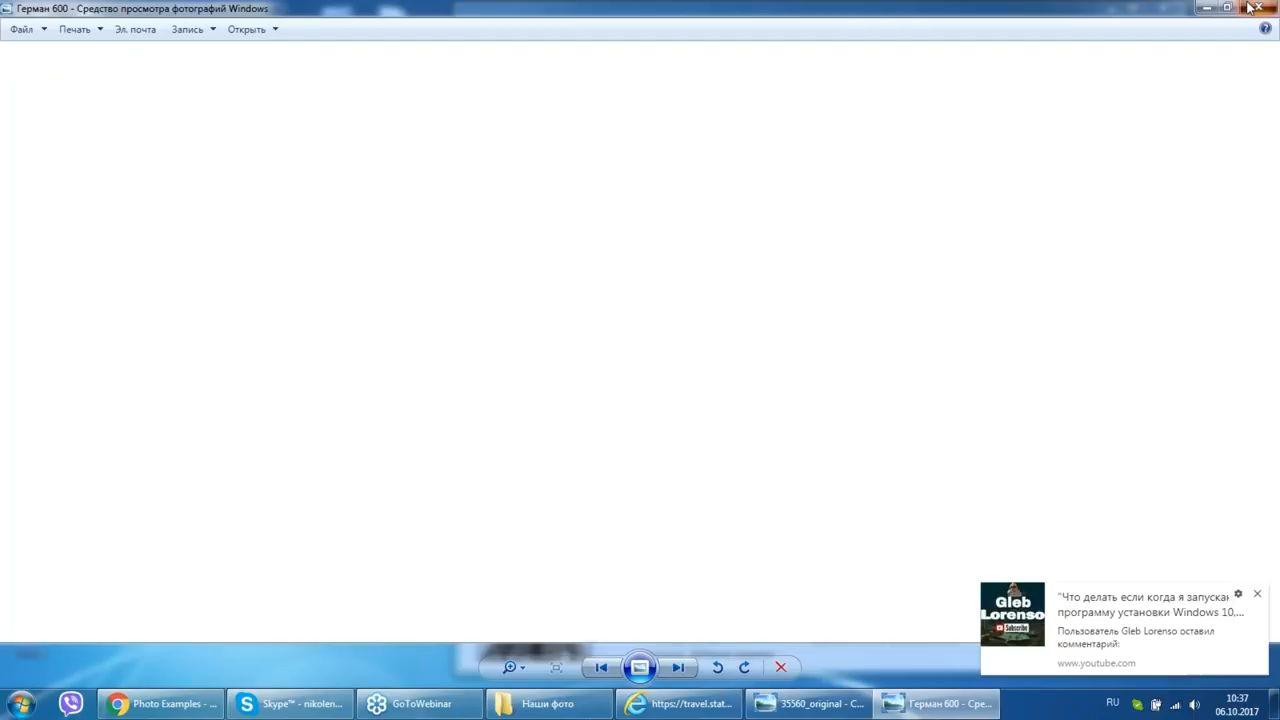 Герман 600 - Средство просмотра фотографий Windows
Файл Печать Эл. почта Запись Открыть
Gleb
Lorenso
Subscribe
"Что делать если когда я запускаю
программу установки Windows 10,...
Пользователь Gleb Lorenso оставил
комментарий:
www.youtube.com
Photo Examples - ...
Skype™ - nikolen...
GoToWebinar
Наши фото
https://travel.stat...
35560_original - С...
Герман 600 - Сре...
RU
10:37
06.10.2017